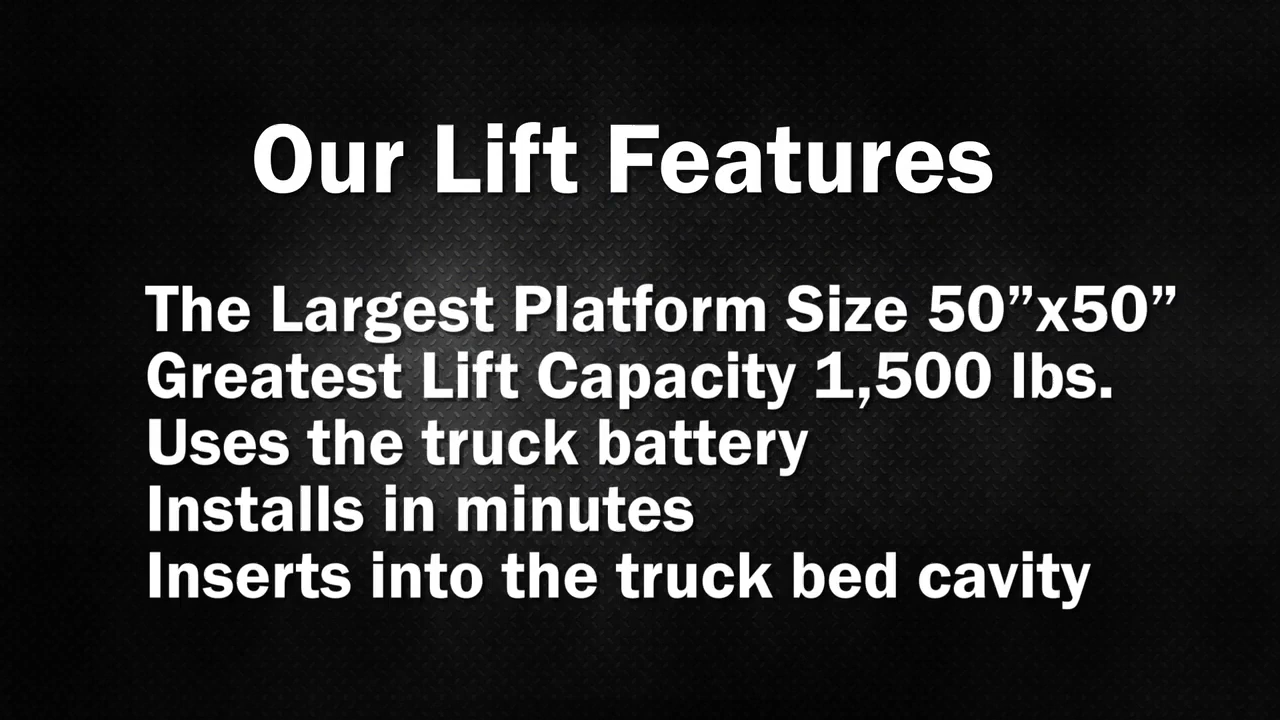 Our Lift Features
The Largest Platform Size 50”x50”
Greatest Lift Capacity 1,500 lbs.
Uses the truck battery
Installs in minutes
Inserts into the truck bed cavity